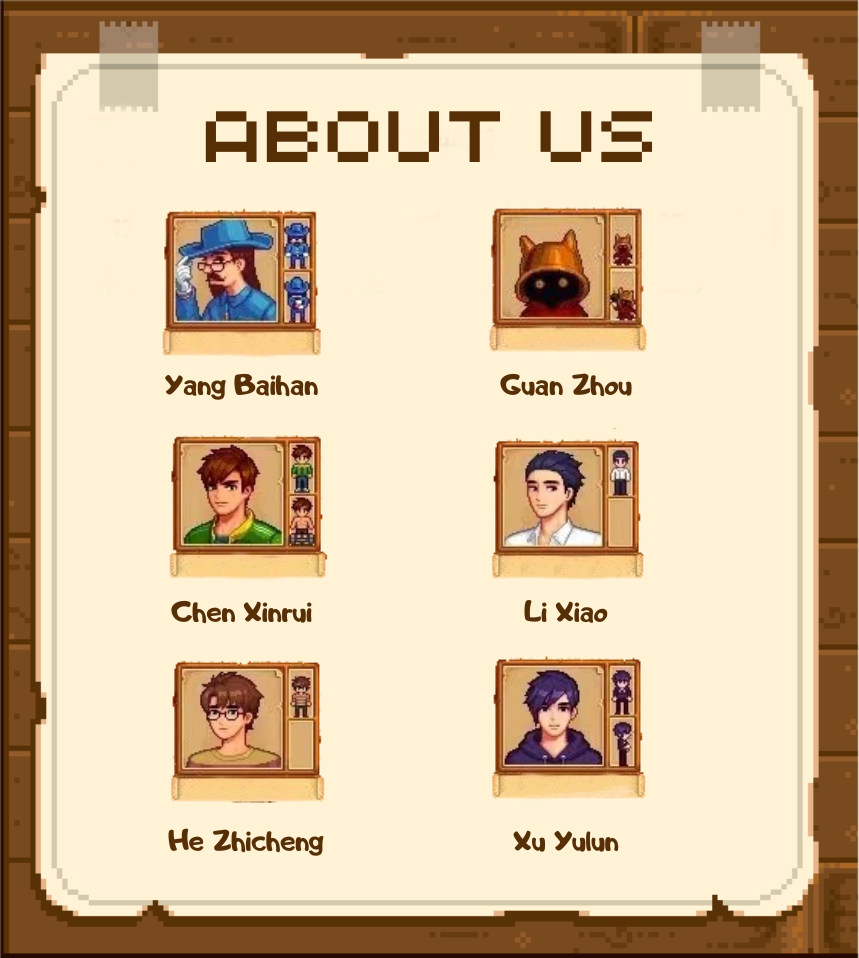 ABOUT US
Yang Baihan
Guan Zhou
Chen Xinrui
Li Xiao
He Zhicheng
Xu Yulun